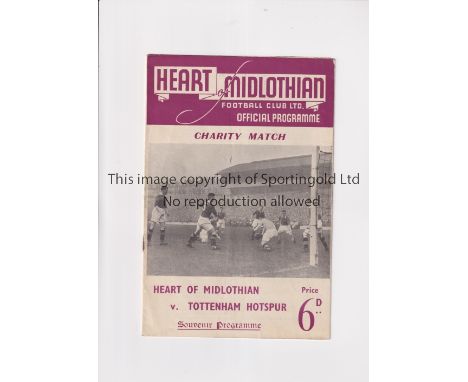 HEART of MIDLOTHIAN
FOOTBALL CLUB LTD.
OFFICIAL PROGRAMME
CHARITY MATCH
This image copyright of Sportingold Ltd
No reproduction allowed
HEART OF MIDLOTHIAN
v. TOTTENHAM HOTSPUR
Souvenir Programme
Price
6D..